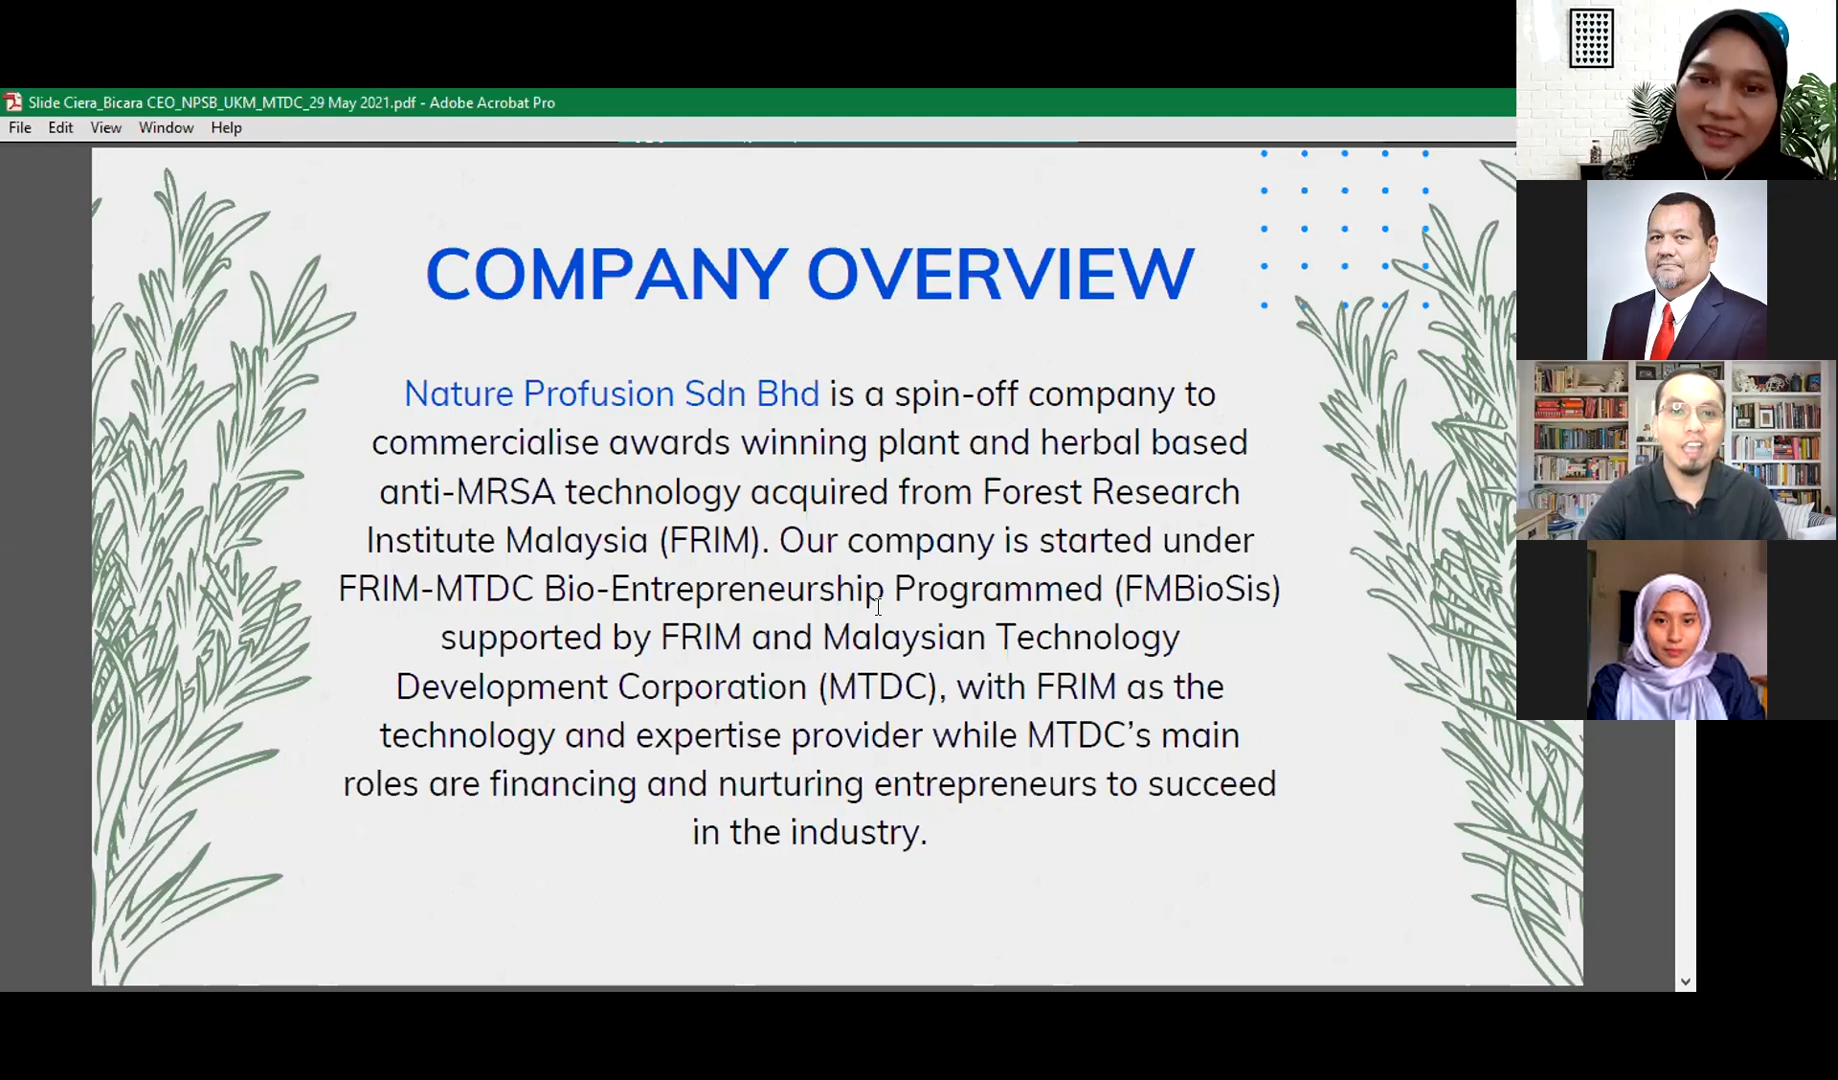 Slide Ciera_Bicara CEO_NPSB_UKM_MTDC_29 May 2021.pdf - Adobe Acrobat Pro
File Edit View Window Help
COMPANY OVERVIEW
Nature Profusion Sdn Bhd is a spin-off company to
commercialise awards winning plant and herbal based
anti-MRSA technology acquired from Forest Research
Institute Malaysia (FRIM). Our company is started under
FRIM-MTDC Bio-Entrepreneurship Programmed (FMBioSis)
supported by FRIM and Malaysian Technology
Development Corporation (MTDC), with FRIM as the
technology and expertise provider while MTDC’s main
roles are financing and nurturing entrepreneurs to succeed
in the industry.